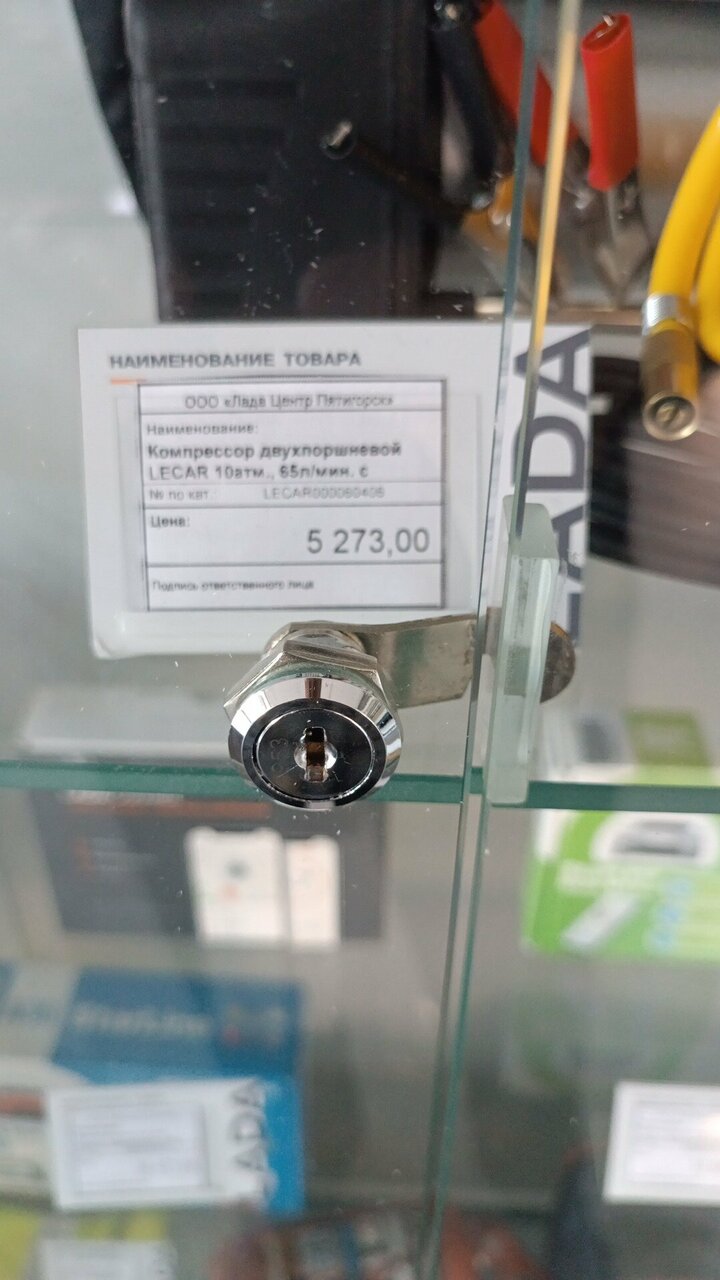 НАИМЕНОВАНИЕ ТОВАРА
ООО «Лада Центр Пятигорск»
Наименование:
Компрессор двухпоршневой
LECAR 10атм., 65л/мин. с
№ по кат.: LECAR000060406
Цена:
5 273,00
Подпись ответственного лица
LADA